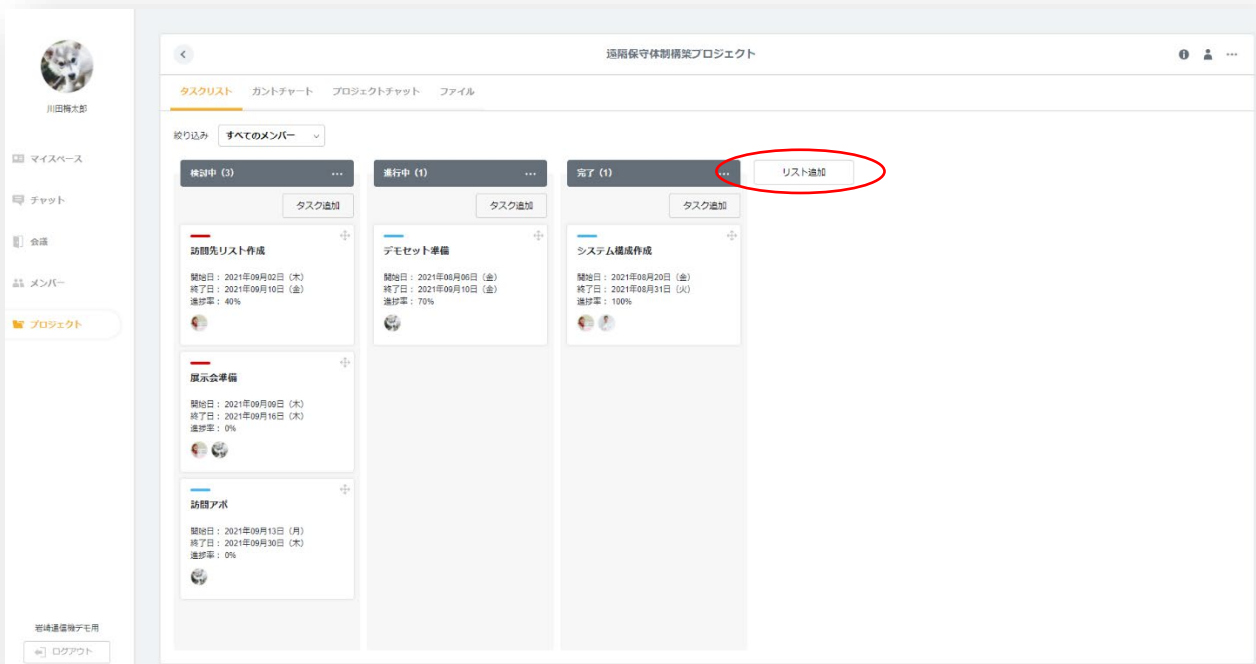 川田梅太郎
マイスペース
チャット
会議
メンバー
プロジェクト
岩崎通信機デモ用
ログアウト
遠隔保守体制構築プロジェクト
タスクリスト ガントチャート プロジェクトチャット ファイル
絞り込み すべてのメンバー
検討中 (3) ...
タスク追加
訪問先リスト作成
開始日： 2021年09月02日（木）
終了日： 2021年09月10日（金）
進捗率： 40%
展示会準備
開始日： 2021年09月09日（木）
終了日： 2021年09月16日（木）
進捗率： 0%
訪問アポ
開始日： 2021年09月13日（月）
終了日： 2021年09月30日（木）
進捗率： 0%
進行中 (1) ...
タスク追加
デモセット準備
開始日： 2021年08月06日（金）
終了日： 2021年09月10日（金）
進捗率： 70%
完了 (1) ...
タスク追加
システム構成作成
開始日： 2021年08月20日（金）
終了日： 2021年08月31日（火）
進捗率： 100%
リスト追加